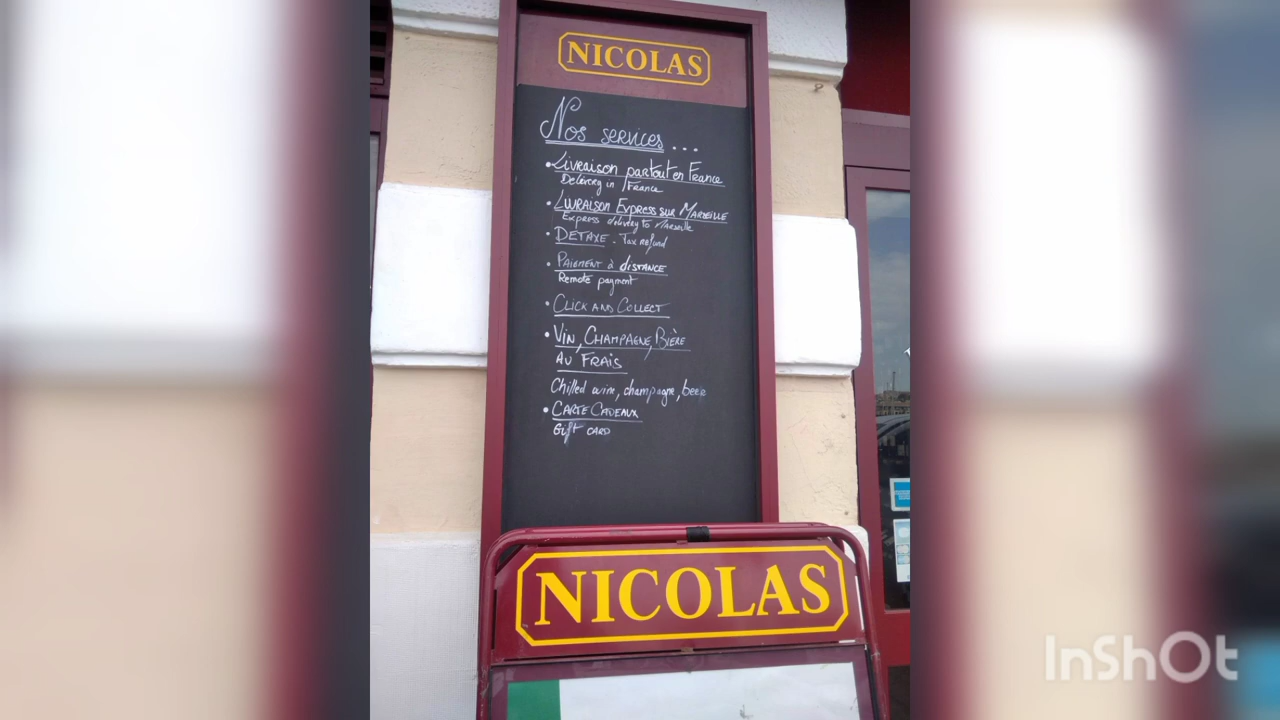 NICOLAS
Nos services...
• Livraison partout en France
Delivery in France
• LIVRAISON EXPRESS SUR MARSEILLE
Express delivery to Marseille
• DETAXE - Tax refund
• PAIEMENT à distance
Remote payment
• CLICK AND COLLECT
• VIN, CHAMPAGNE, BIÈRE
AU FRAIS
Chilled wine, champagne, beer
• CARTE CADEAUX
Gift CARD
NICOLAS
InShOt